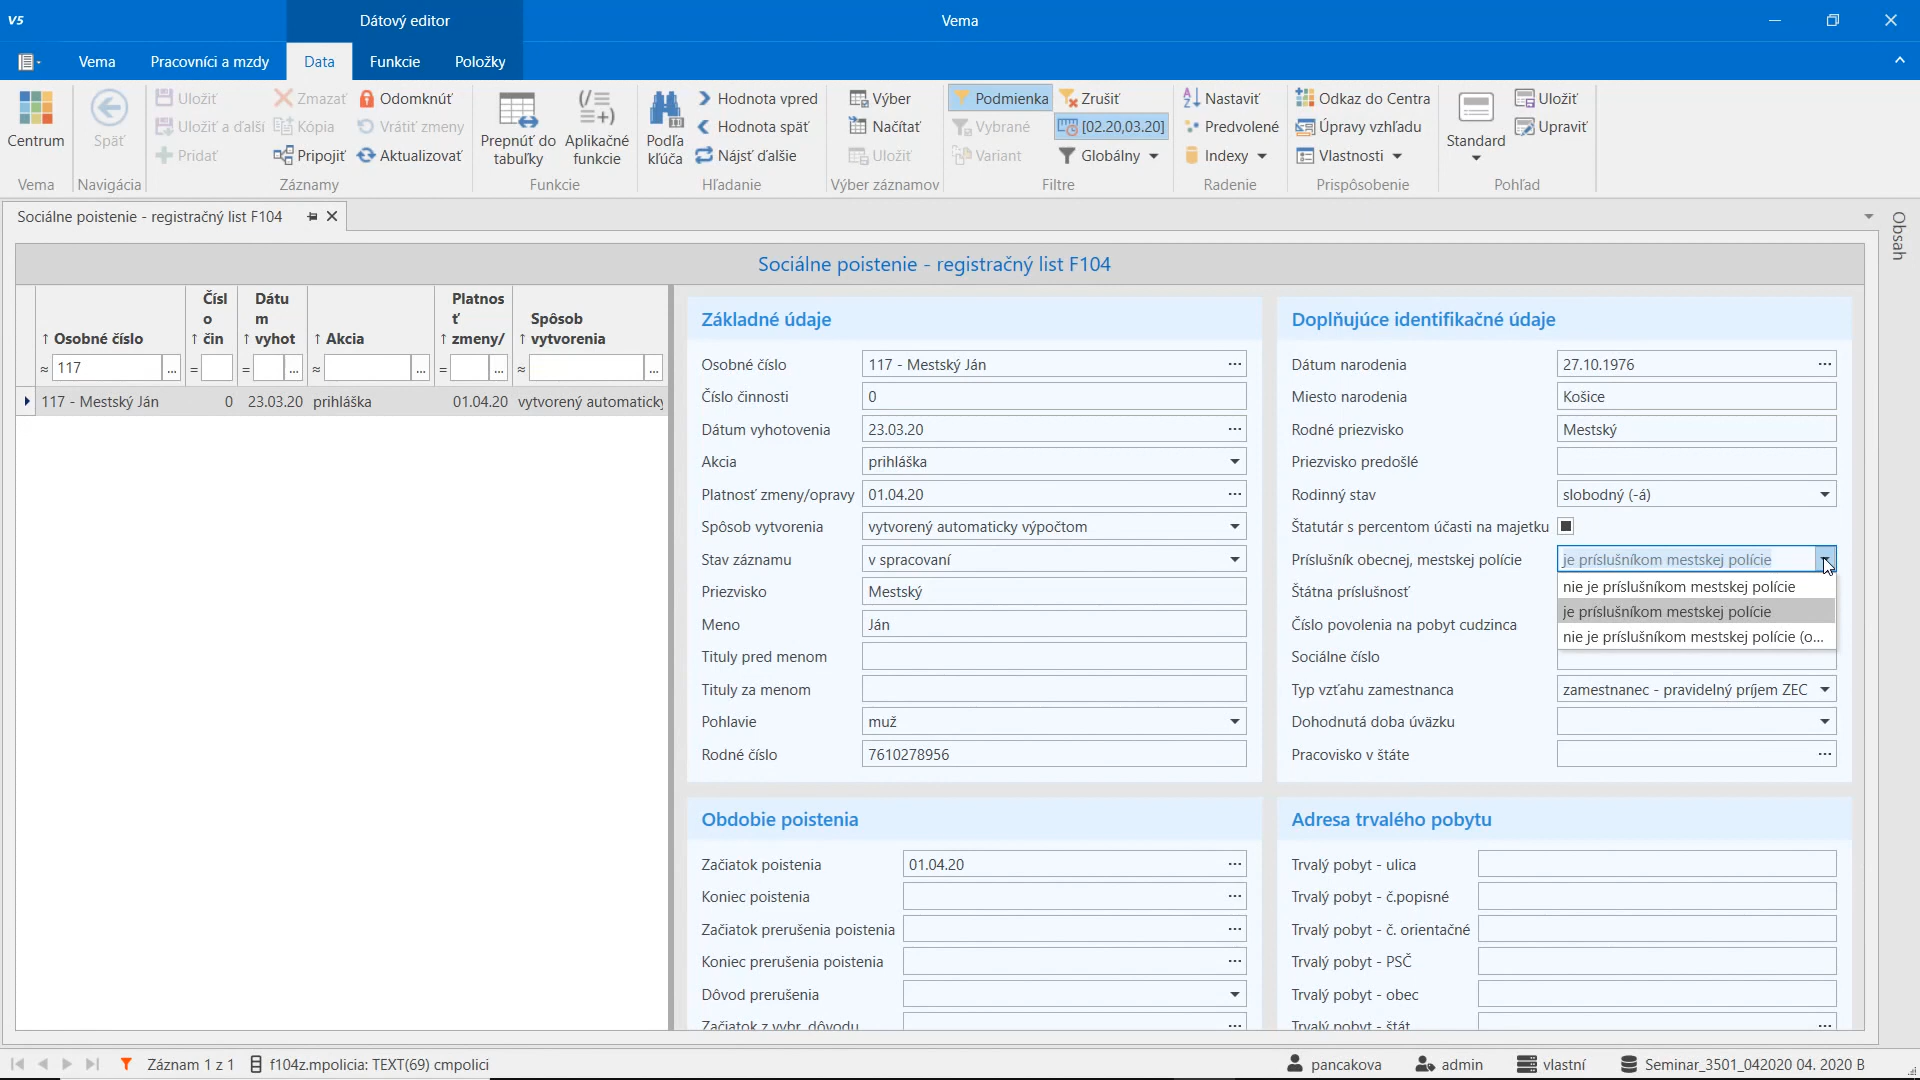 V5
Dátový editor
Vema
Vema
Pracovníci a mzdy
Data
Funkcie
Položky
Centrum
Vema
Späť
Navigácia
Uložiť
Uložiť a ďalší
Pridať
Zmazať
Kópia
Pripojiť
Odomknúť
Vrátiť zmeny
Aktualizovať
Záznamy
Prepnúť do
tabuľky
Aplikačné
funkcie
Funkcie
Podľa
kľúča
Hodnota vpred
Hodnota späť
Nájsť ďalšie
Hľadanie
Výber
Načítať
Uložiť
Výber záznamov
Podmienka
Vybrané
Variant
Zrušiť
[02.20,03.20]
Globálny
Filtre
Nastaviť
Predvolené
Indexy
Radenie
Odkaz do Centra
Úpravy vzhľadu
Vlastnosti
Prispôsobenie
Standard
Uložiť
Upraviť
Pohľad
Sociálne poistenie - registračný list F104
Obsah
Sociálne poistenie - registračný list F104
↑ Osobné číslo
Čísl
o
↑ čin
Dátu
m
↑ vyhot
↑ Akcia
Platnos
ť
↑ zmeny/
Spôsob
↑ vytvorenia
≈ 117 ...
=
= ...
≈ ...
= ...
≈ ...
117 - Mestský Ján 0 23.03.20 prihláška 01.04.20 vytvorený automaticky
Základné údaje
Osobné číslo 117 - Mestský Ján ...
Číslo činnosti 0
Dátum vyhotovenia 23.03.20 ...
Akcia prihláška
Platnosť zmeny/opravy 01.04.20 ...
Spôsob vytvorenia vytvorený automaticky výpočtom
Stav záznamu v spracovaní
Priezvisko Mestský
Meno Ján
Tituly pred menom
Tituly za menom
Pohlavie muž
Rodné číslo 7610278956
Doplňujúce identifikačné údaje
Dátum narodenia 27.10.1976 ...
Miesto narodenia Košice
Rodné priezvisko Mestský
Priezvisko predošlé
Rodinný stav slobodný (-á)
Štatutár s percentom účasti na majetku
Príslušník obecnej, mestskej polície je príslušníkom mestskej polície
nie je príslušníkom mestskej polície
Štátna príslušnosť
je príslušníkom mestskej polície
Číslo povolenia na pobyt cudzinca
nie je príslušníkom mestskej polície (o...
Sociálne číslo
Typ vzťahu zamestnanca zamestnanec - pravidelný príjem ZEC
Dohodnutá doba úväzku
Pracovisko v štáte ...
Obdobie poistenia
Začiatok poistenia 01.04.20 ...
Koniec poistenia ...
Začiatok prerušenia poistenia ...
Koniec prerušenia poistenia ...
Dôvod prerušenia
Začiatok z vybr. dôvodu ...
Adresa trvalého pobytu
Trvalý pobyt - ulica
Trvalý pobyt - č.popisné
Trvalý pobyt - č. orientačné
Trvalý pobyt - PSČ
Trvalý pobyt - obec
Trvalý pobyt - štát ...
Záznam 1 z 1
f104z.mpolicia: TEXT(69) cmpolici
pancakova
admin
vlastní
Seminar_3501_042020 04. 2020 B